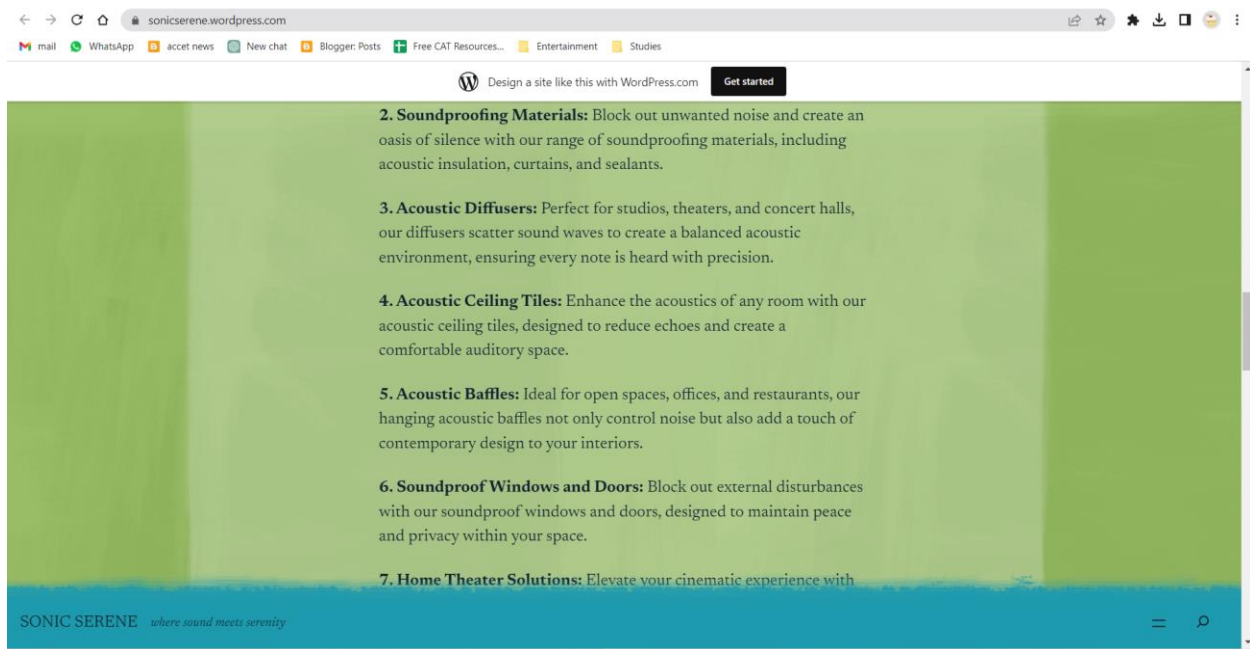 sonicserene.wordpress.com
mail
WhatsApp
accet news
New chat
Blogger: Posts
Free CAT Resources...
Entertainment
Studies
Design a site like this with WordPress.com
Get started
2. Soundproofing Materials: Block out unwanted noise and create an
oasis of silence with our range of soundproofing materials, including
acoustic insulation, curtains, and sealants.
3. Acoustic Diffusers: Perfect for studios, theaters, and concert halls,
our diffusers scatter sound waves to create a balanced acoustic
environment, ensuring every note is heard with precision.
4. Acoustic Ceiling Tiles: Enhance the acoustics of any room with our
acoustic ceiling tiles, designed to reduce echoes and create a
comfortable auditory space.
5. Acoustic Baffles: Ideal for open spaces, offices, and restaurants, our
hanging acoustic baffles not only control noise but also add a touch of
contemporary design to your interiors.
6. Soundproof Windows and Doors: Block out external disturbances
with our soundproof windows and doors, designed to maintain peace
and privacy within your space.
7. Home Theater Solutions: Elevate your cinematic experience with
SONIC SERENE where sound meets serenity